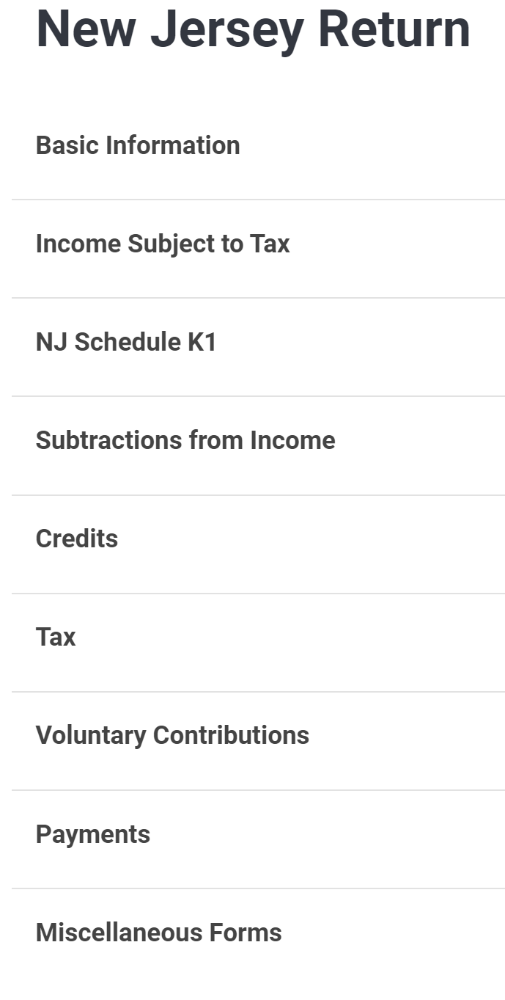 New Jersey Return
Basic Information
Income Subject to Tax
NJ Schedule K1
Subtractions from Income
Credits
Tax
Voluntary Contributions
Payments
Miscellaneous Forms